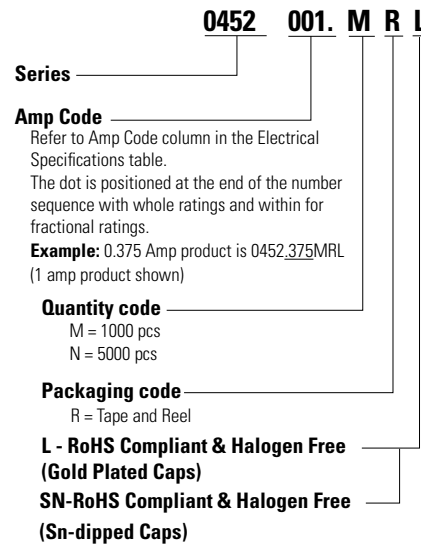 0452 001. M R L
Series
Amp Code
Refer to Amp Code column in the Electrical
Specifications table.
The dot is positioned at the end of the number
sequence with whole ratings and within for
fractional ratings.
Example: 0.375 Amp product is 0452.375MRL
(1 amp product shown)
Quantity code
M = 1000 pcs
N = 5000 pcs
Packaging code
R = Tape and Reel
L - RoHS Compliant & Halogen Free
(Gold Plated Caps)
SN-RoHS Compliant & Halogen Free
(Sn-dipped Caps)